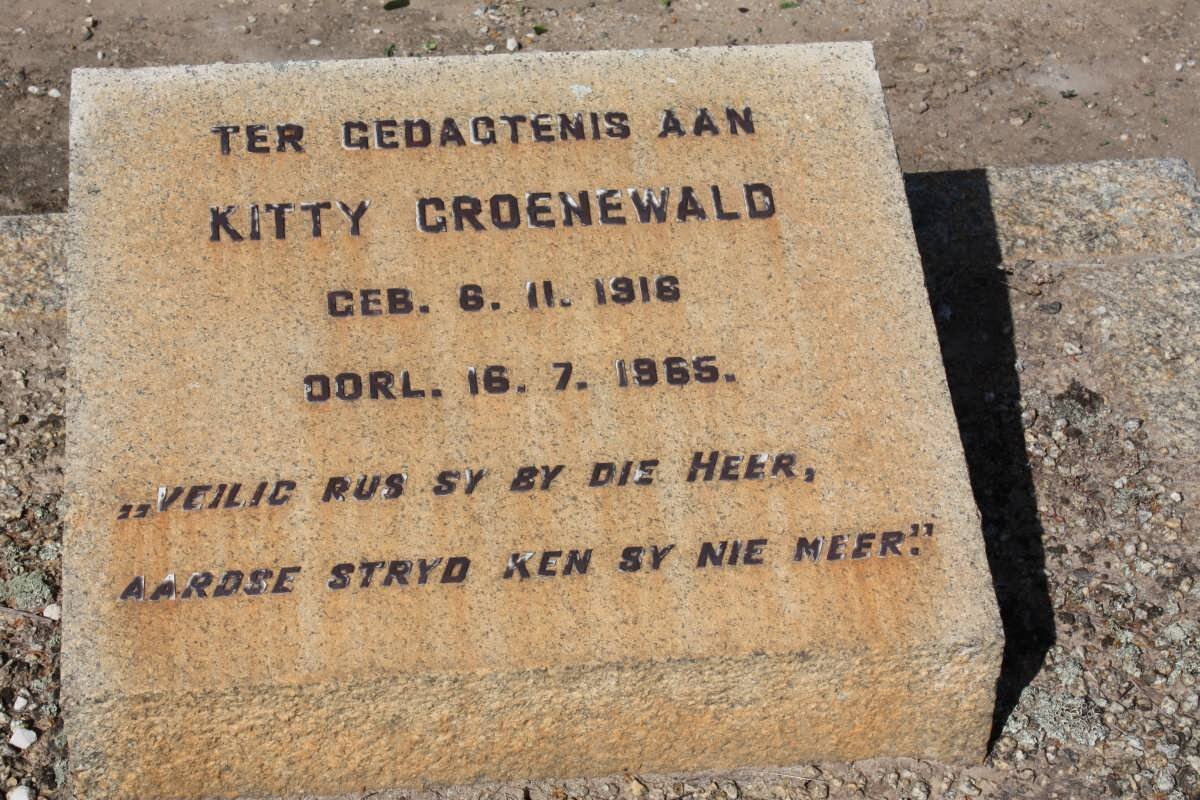 TER GEDAGTENIS AAN
KITTY GROENEWALD
GEB. 6. 11. 1916
OORL. 16. 7. 1965.
„VEILIG RUS SY BY DIE HEER,
AARDSE STRYD KEN SY NIE MEER."